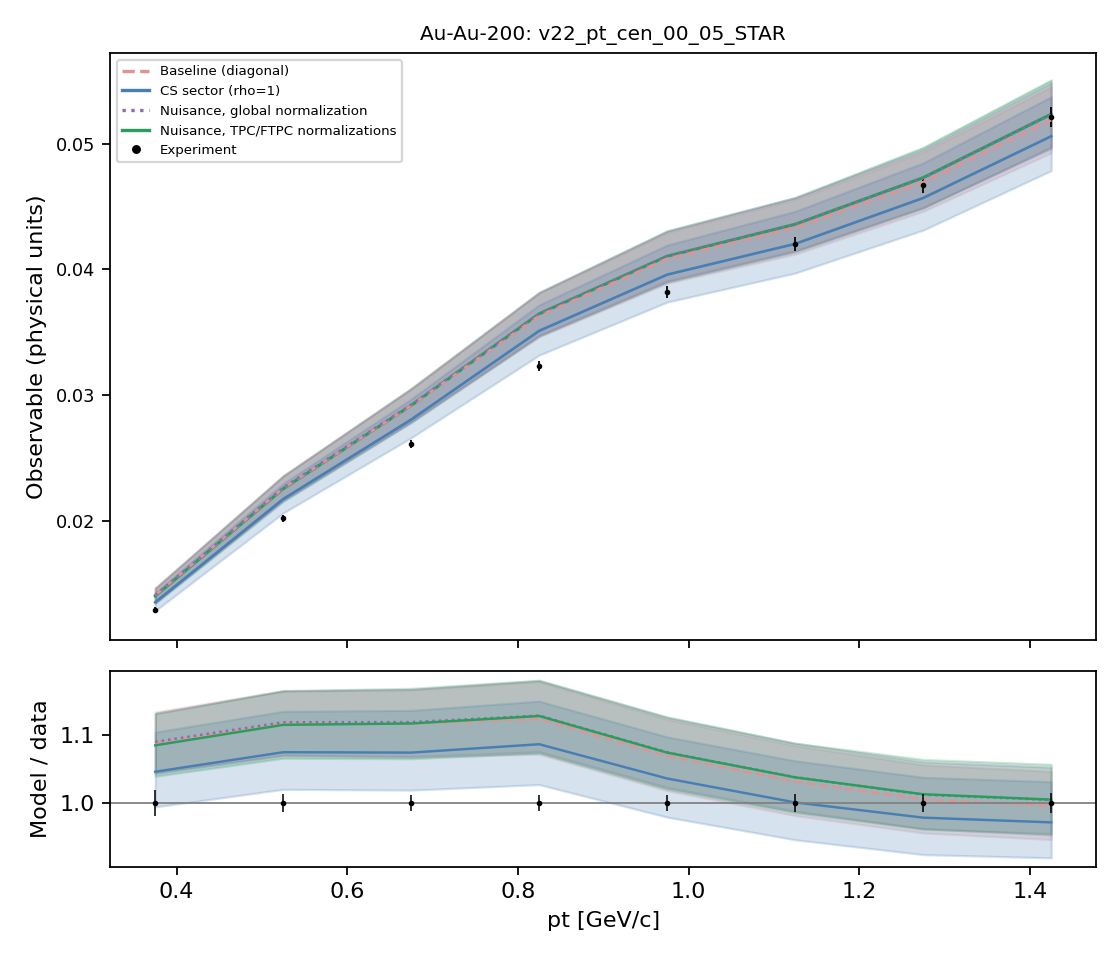 Au-Au-200: v22_pt_cen_00_05_STAR
Baseline (diagonal)
CS sector (rho=1)
Nuisance, global normalization
Nuisance, TPC/FTPC normalizations
Experiment
Observable (physical units)
0.05
0.04
0.03
0.02
Model / data
1.1
1.0
0.4 0.6 0.8 1.0 1.2 1.4
pt [GeV/c]